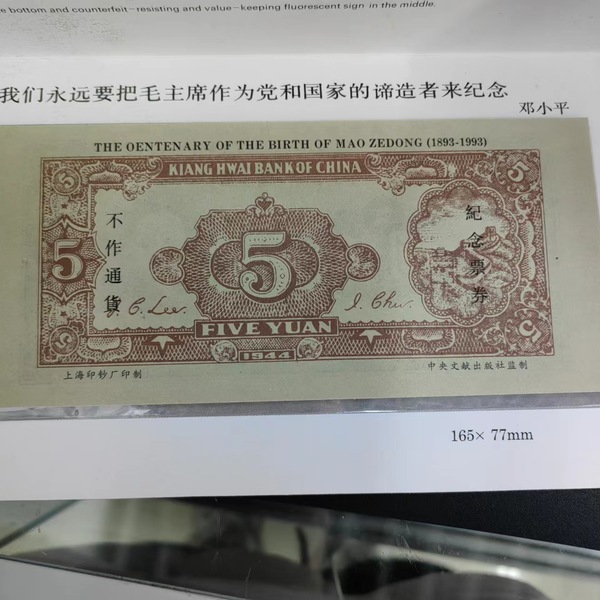 e bottom and counterfeit-resisting and value-keeping fluorescent sign in the middle.
我们永远要把毛主席作为党和国家的谛造者来纪念
邓小平
THE OENTENARY OF THE BIRTH OF MAO ZEDONG (1893-1993)
KIANG HWAI BANK OF CHINA
5
5
不作通貨
5
紀念票券
5
C. Lee.
J. Chu.
FIVE YUAN
5
1944
上海印钞厂印制
中央文献出版社监制
165× 77mm